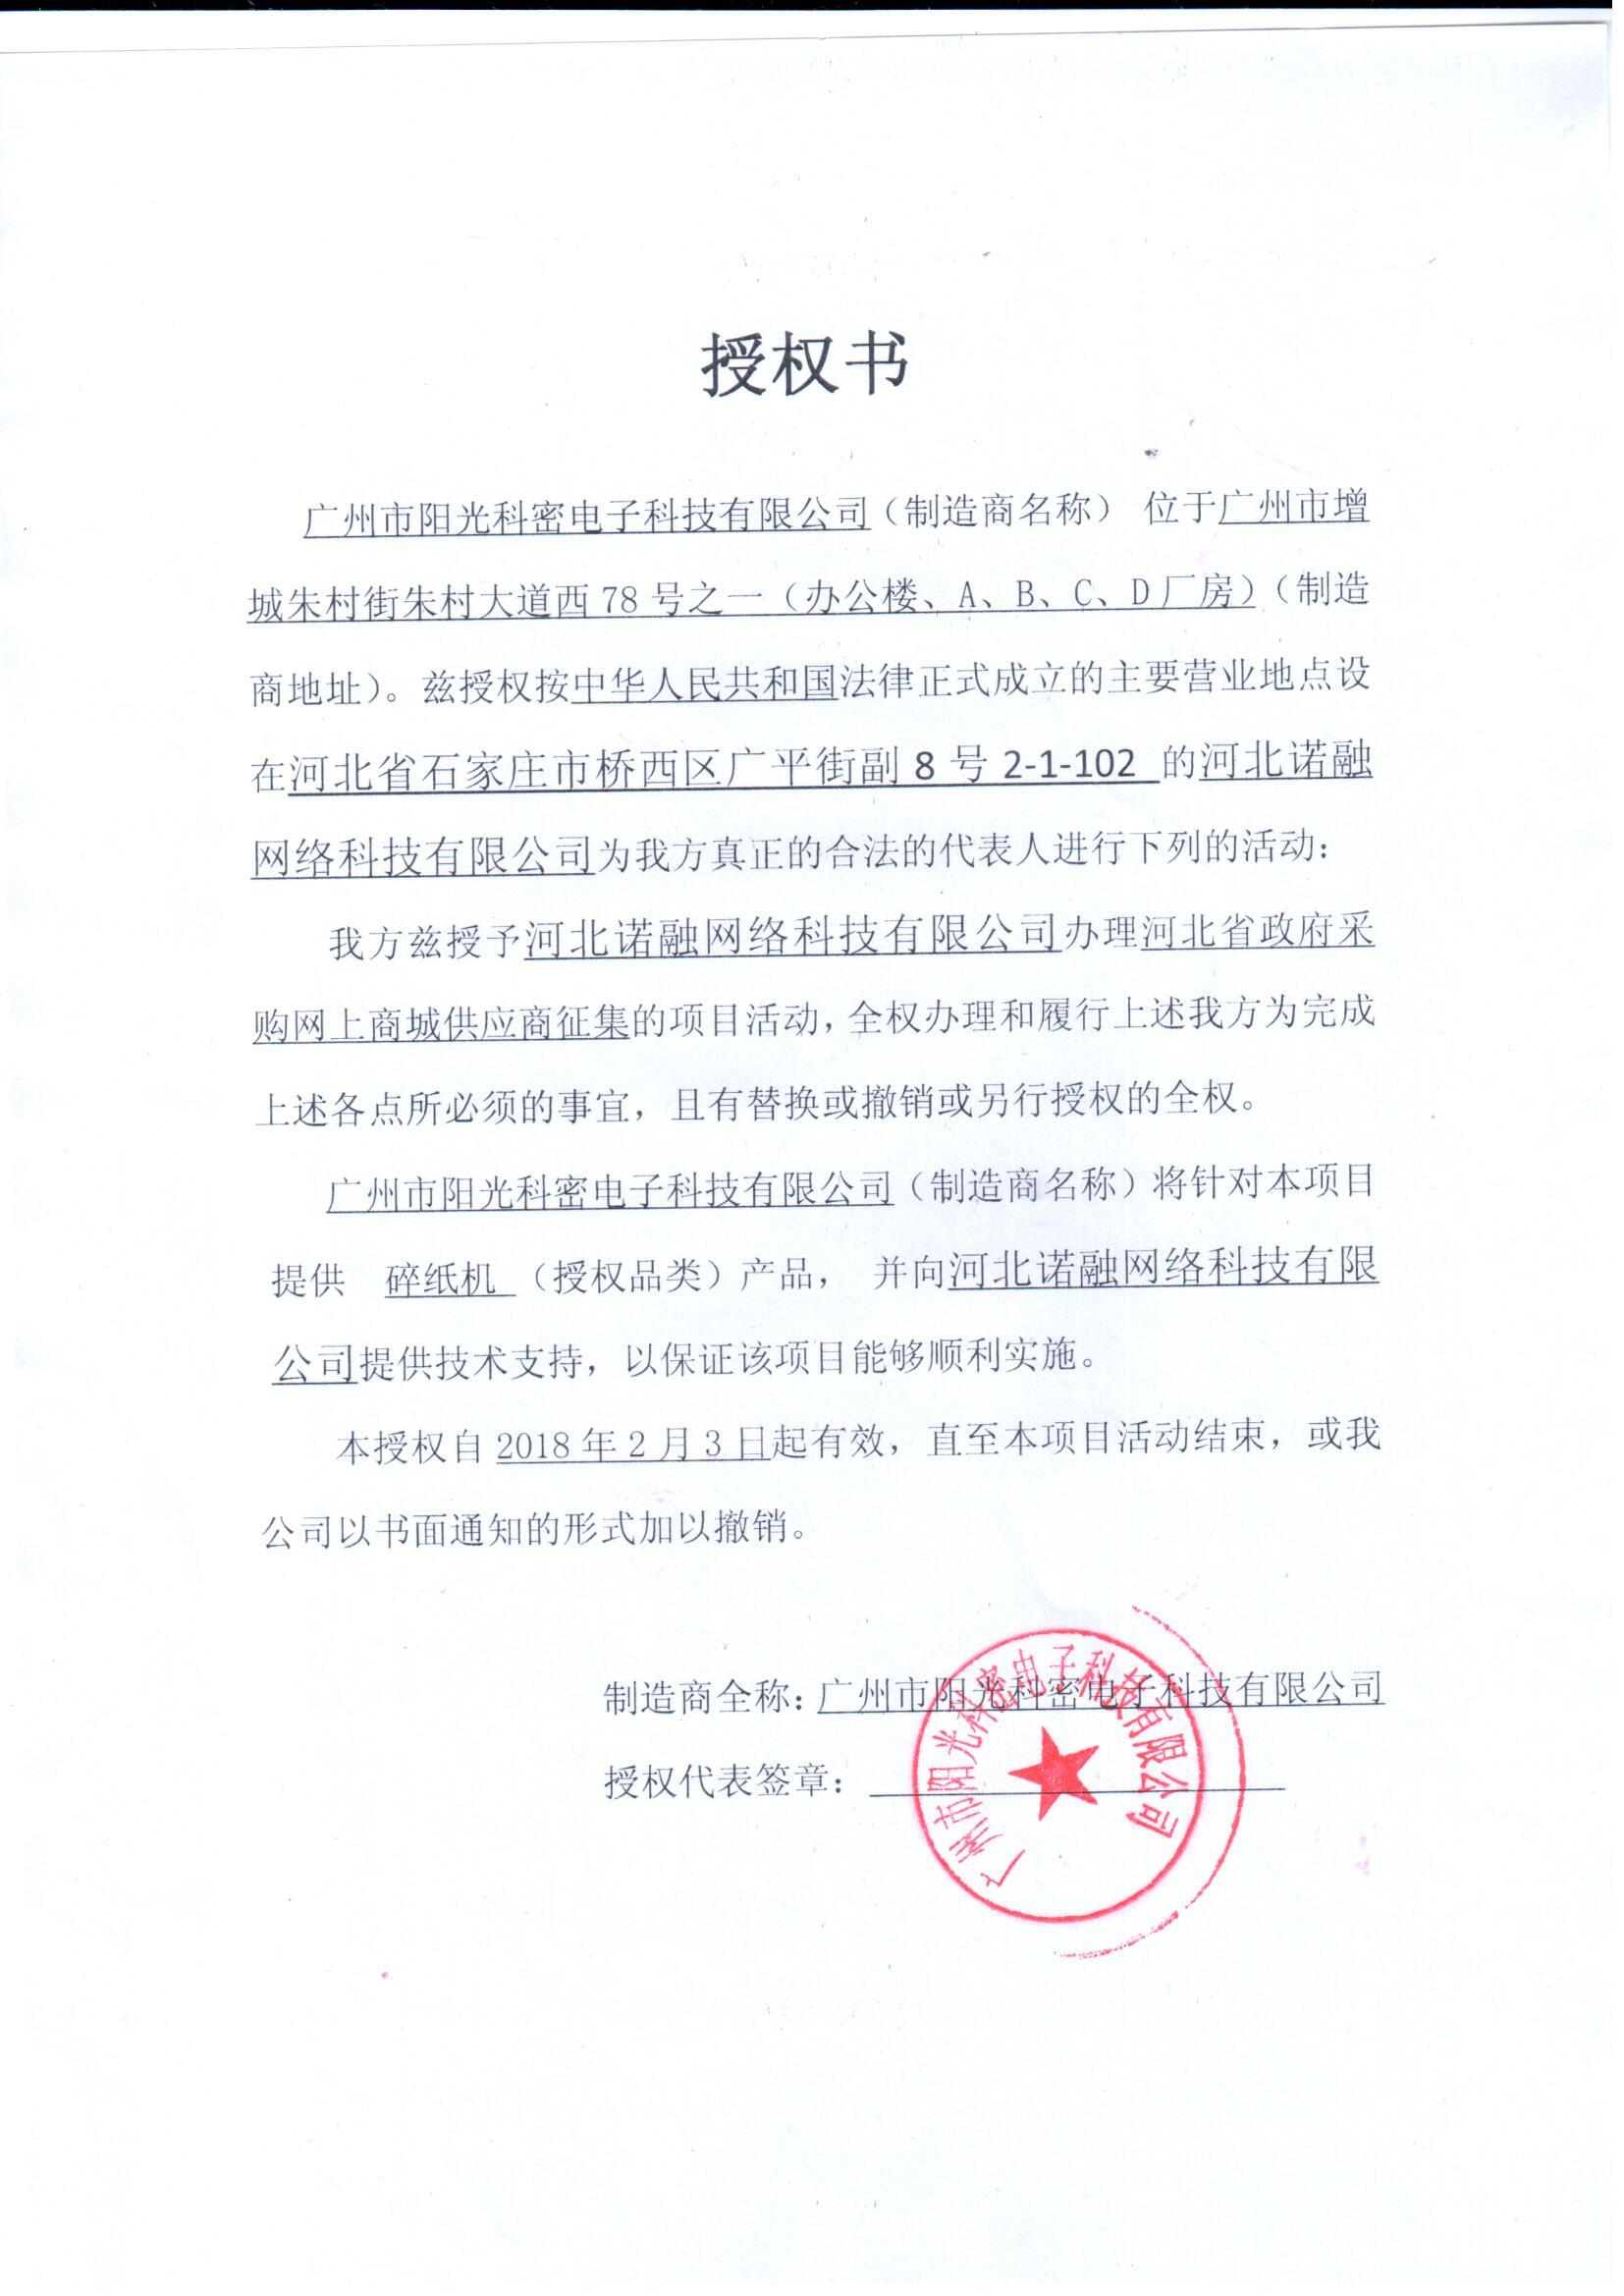 授权书
广州市阳光科密电子科技有限公司（制造商名称） 位于广州市增
城朱村街朱村大道西 78 号之一（办公楼、A、B、C、D 厂房）（制造
商地址）。兹授权按中华人民共和国法律正式成立的主要营业地点设
在河北省石家庄市桥西区广平街副 8 号 2-1-102 的河北诺融
网络科技有限公司为我方真正的合法的代表人进行下列的活动：
我方兹授予河北诺融网络科技有限公司办理河北省政府采
购网上商城供应商征集的项目活动，全权办理和履行上述我方为完成
上述各点所必须的事宜，且有替换或撤销或另行授权的全权。
广州市阳光科密电子科技有限公司（制造商名称）将针对本项目
提供 碎纸机 （授权品类）产品， 并向河北诺融网络科技有限
公司提供技术支持，以保证该项目能够顺利实施。
本授权自 2018 年 2 月 3 日起有效，直至本项目活动结束，或我
公司以书面通知的形式加以撤销。
制造商全称：广州市阳光科密电子科技有限公司
授权代表签章：
广州市阳光科密电子科技有限公司